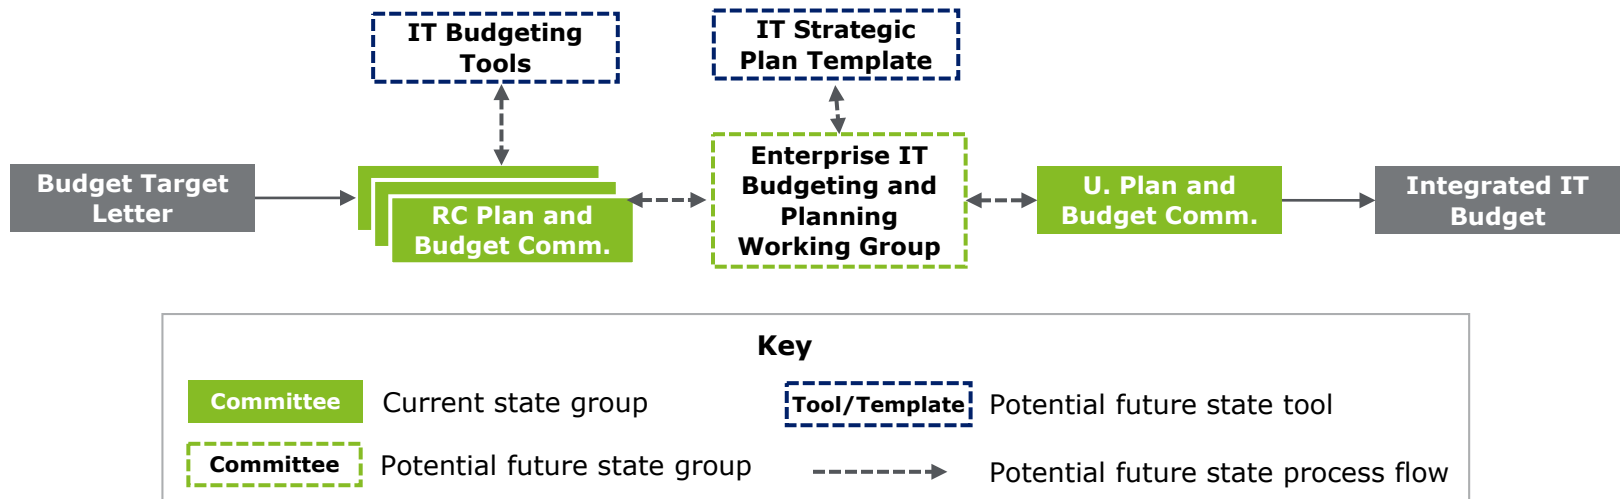 IT Budgeting
Tools
IT Strategic
Plan Template
Budget Target
Letter
RC Plan and
Budget Comm.
Enterprise IT
Budgeting and
Planning
Working Group
U. Plan and
Budget Comm.
Integrated IT
Budget
Key
Committee
Current state group
Tool/Template
Potential future state tool
Committee
Potential future state group
Potential future state process flow